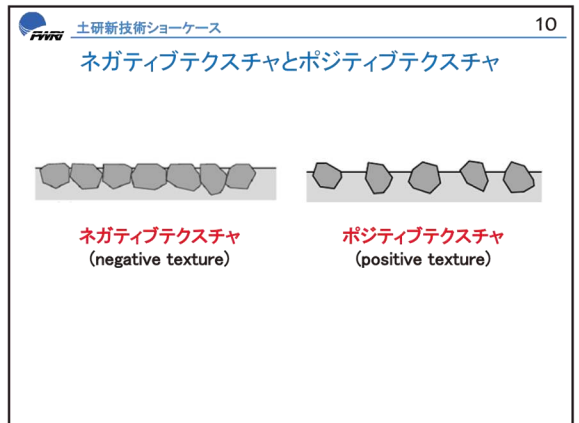 PWRI
土研新技術ショーケース
10
ネガティブテクスチャとポジティブテクスチャ
ネガティブテクスチャ
(negative texture)
ポジティブテクスチャ
(positive texture)